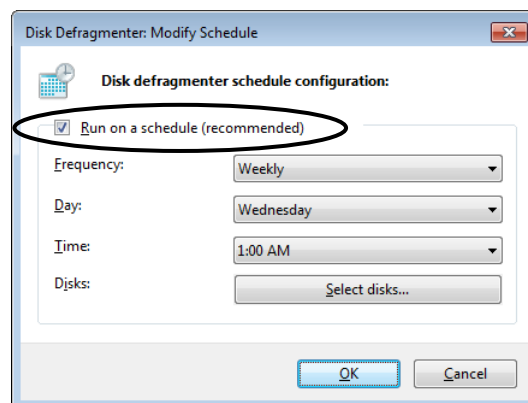 Disk Defragmenter: Modify Schedule
Disk defragmenter schedule configuration:
Run on a schedule (recommended)
Frequency: Weekly
Day: Wednesday
Time: 1:00 AM
Disks: Select disks...
OK Cancel